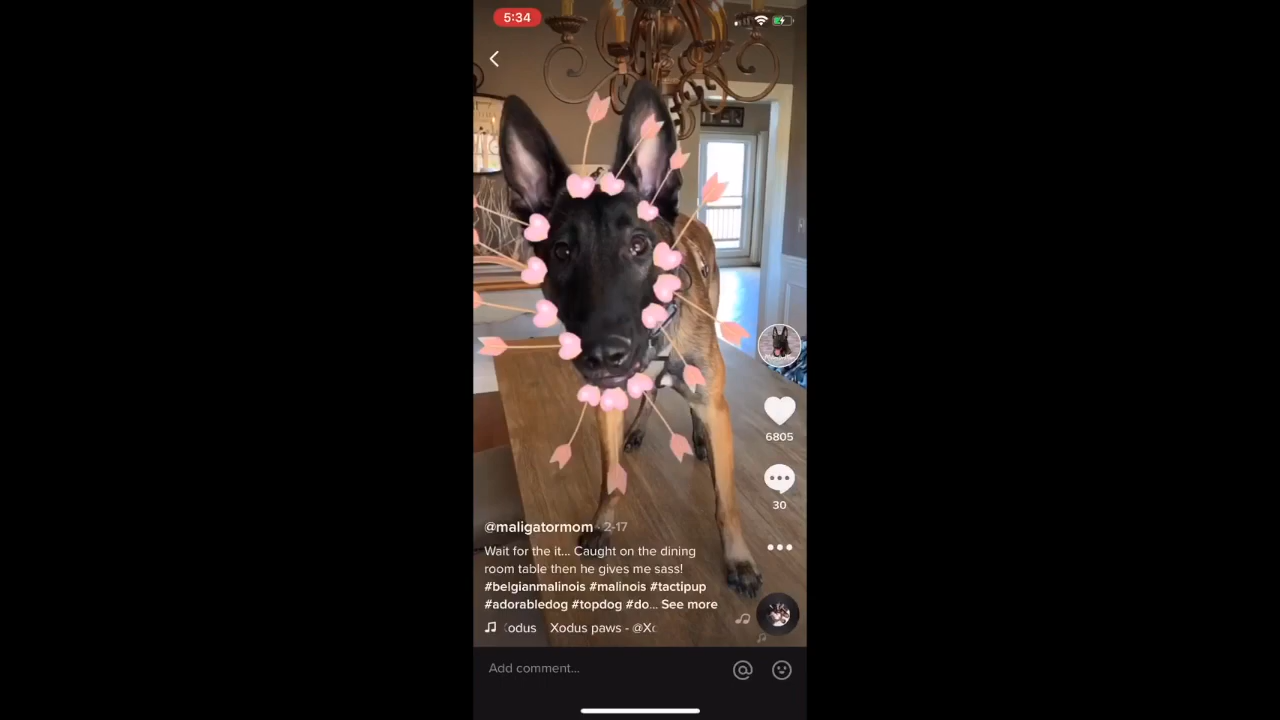 5:34
6805
30
@maligatormom · 2-17
Wait for the it... Caught on the dining
room table then he gives me sass!
#belgianmalinois #malinois #tactipup
#adorabledog #topdog #do... See more
odus Xodus paws - @Xo
Add comment...